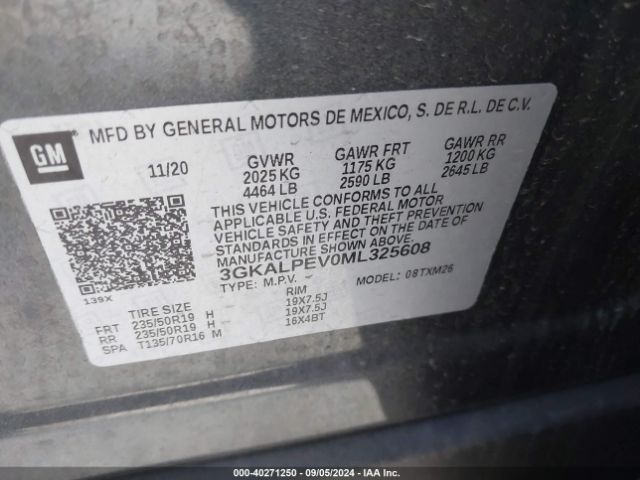 GM
MFD BY GENERAL MOTORS DE MEXICO, S. DE R.L. DE C.V.
11/20 GVWR GAWR FRT GAWR RR
2025 KG 1175 KG 1200 KG
4464 LB 2590 LB 2645 LB
THIS VEHICLE CONFORMS TO ALL
APPLICABLE U.S. FEDERAL MOTOR
VEHICLE SAFETY AND THEFT PREVENTION
STANDARDS IN EFFECT ON THE DATE OF
MANUFACTURE SHOWN ABOVE.
3GKALPEV0ML325608
TYPE: M.P.V. MODEL: 08TXM26
139X
TIRE SIZE RIM
FRT 235/50R19 H 19X7.5J
RR 235/50R19 H 19X7.5J
SPA T135/70R16 M 16X4BT
© - 40271250 - 09/05/2024 - IAA Inc.